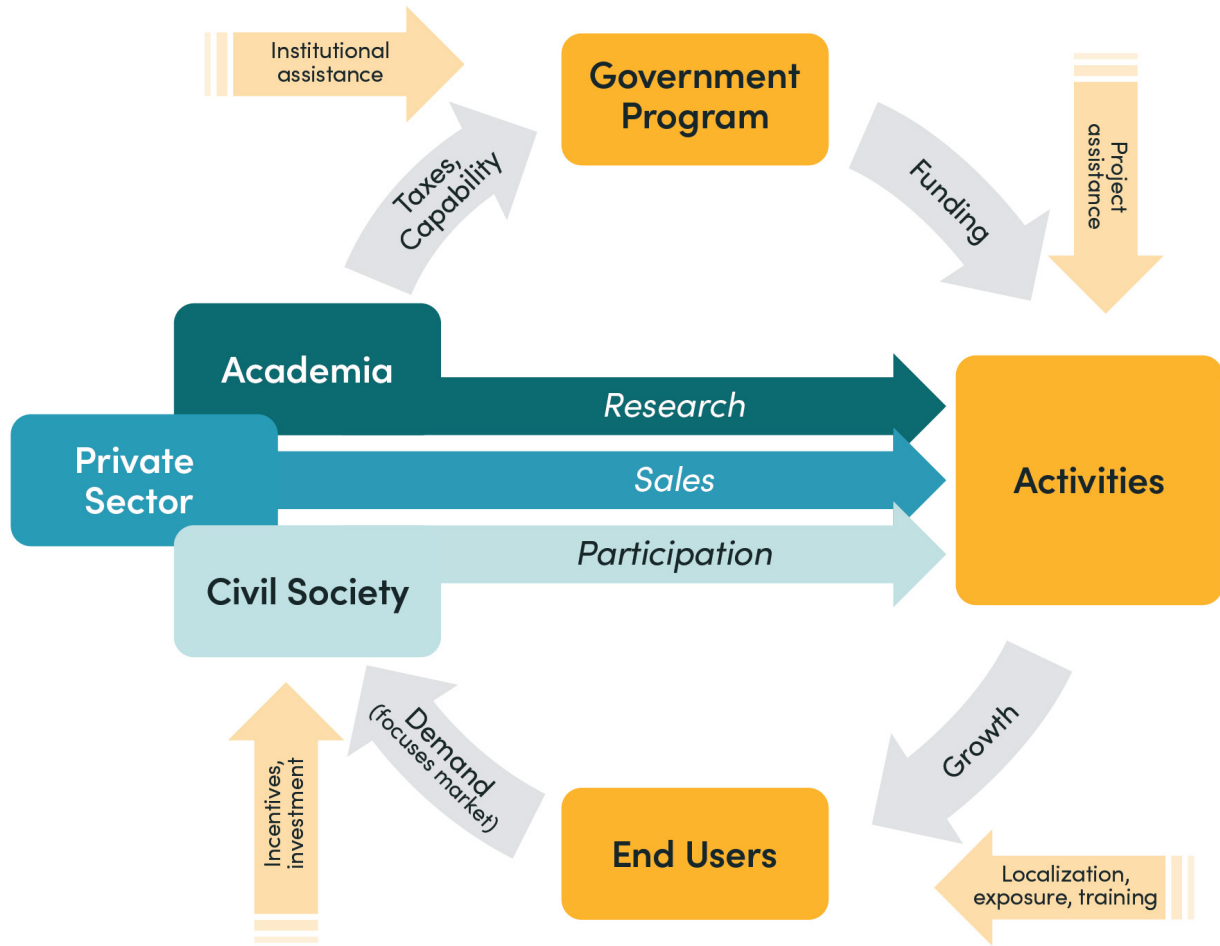 Institutional
assistance
Government
Program
Project
assistance
Taxes,
Capability
Funding
Academia
Research
Private
Sector
Sales
Activities
Participation
Civil Society
Incentives,
investment
Demand
(focuses market)
Growth
End Users
Localization,
exposure, training